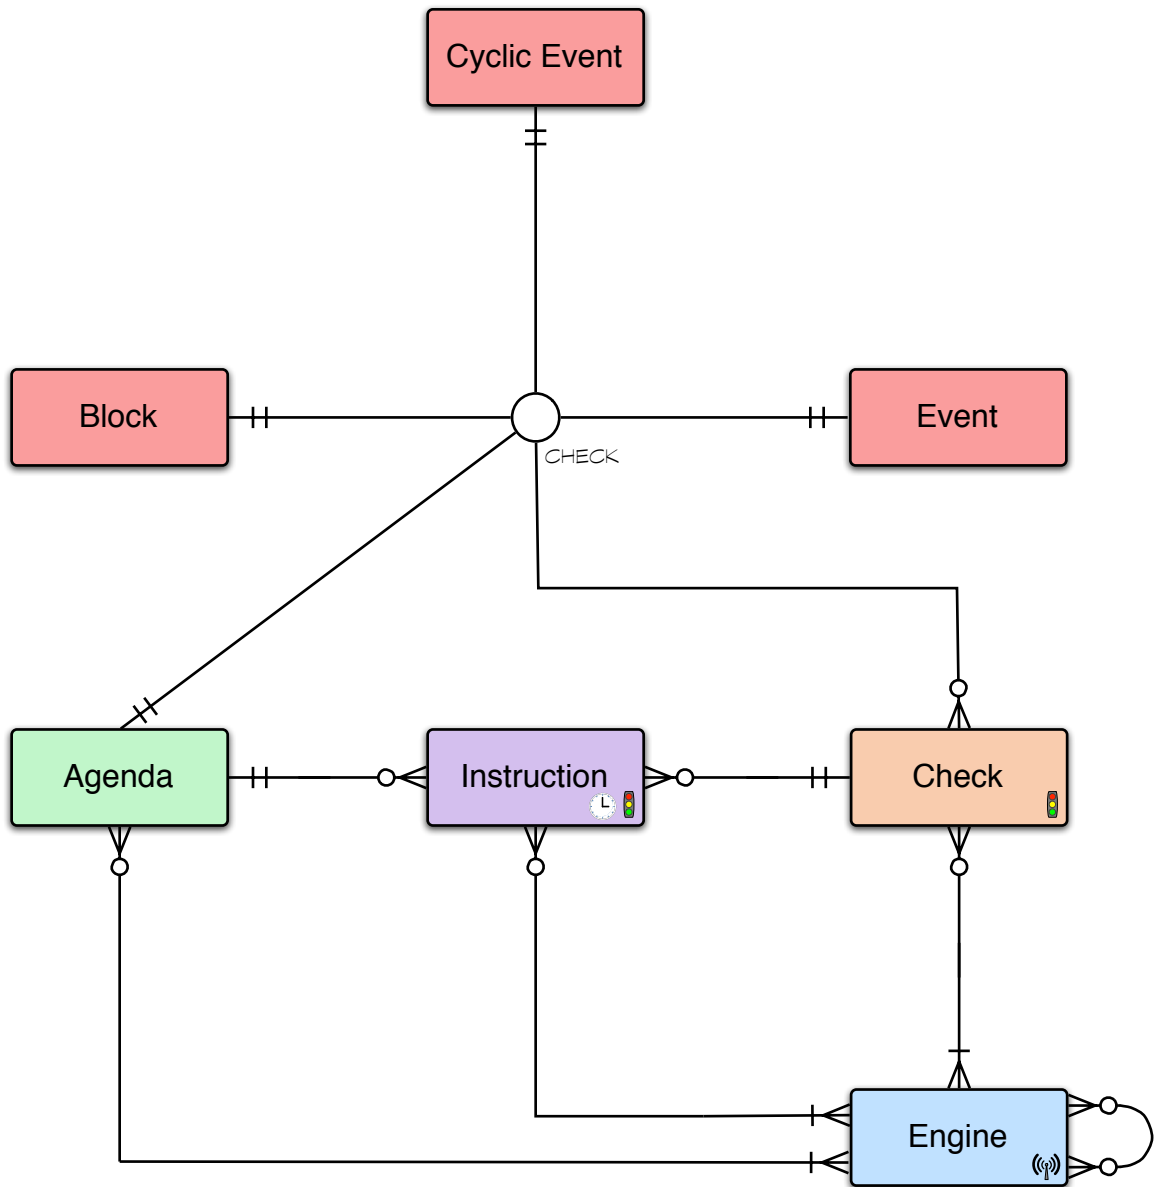 Cyclic Event
Block
Event
CHECK
Agenda
Instruction
Check
Engine